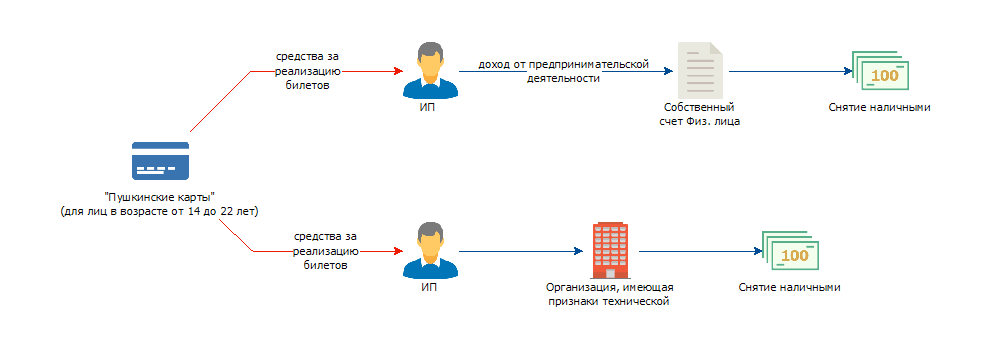 средства за
реализацию
билетов
ИП
доход от предпринимательской
деятельности
Собственный
счет Физ. лица
100
Снятие наличными
"Пушкинские карты"
(для лиц в возрасте от 14 до 22 лет)
средства за
реализацию
билетов
ИП
Организация, имеющая
признаки технической
100
Снятие наличными